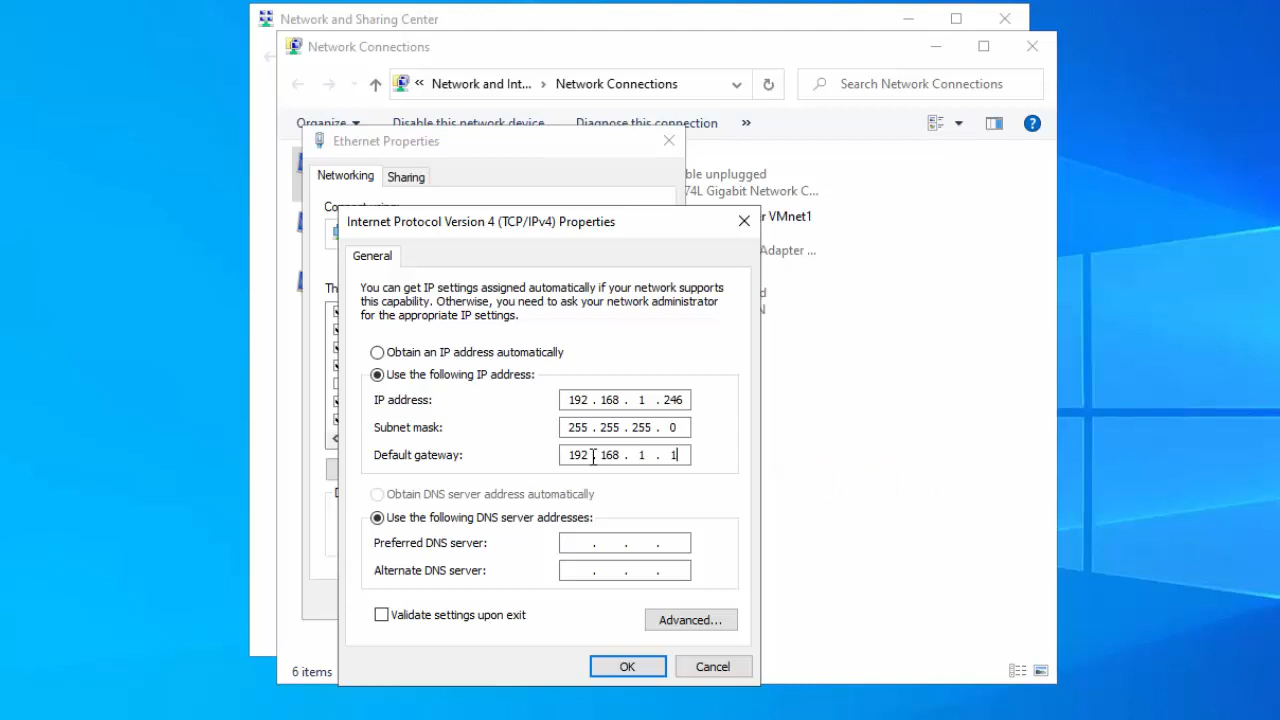 Network and Sharing Center
Network Connections
« Network and Int... › Network Connections
Search Network Connections
Organize
Disable this network device
Diagnose this connection
»
Ethernet Properties
Networking
Sharing
ble unplugged
74L Gigabit Network C...
r VMnet1
Adapter ...
Internet Protocol Version 4 (TCP/IPv4) Properties
General
You can get IP settings assigned automatically if your network supports
this capability. Otherwise, you need to ask your network administrator
for the appropriate IP settings.
Obtain an IP address automatically
Use the following IP address:
IP address: 192 . 168 . 1 . 246
Subnet mask: 255 . 255 . 255 . 0
Default gateway: 192 . 168 . 1 . 1
Obtain DNS server address automatically
Use the following DNS server addresses:
Preferred DNS server: . . .
Alternate DNS server: . . .
Validate settings upon exit
Advanced...
OK
Cancel
6 items